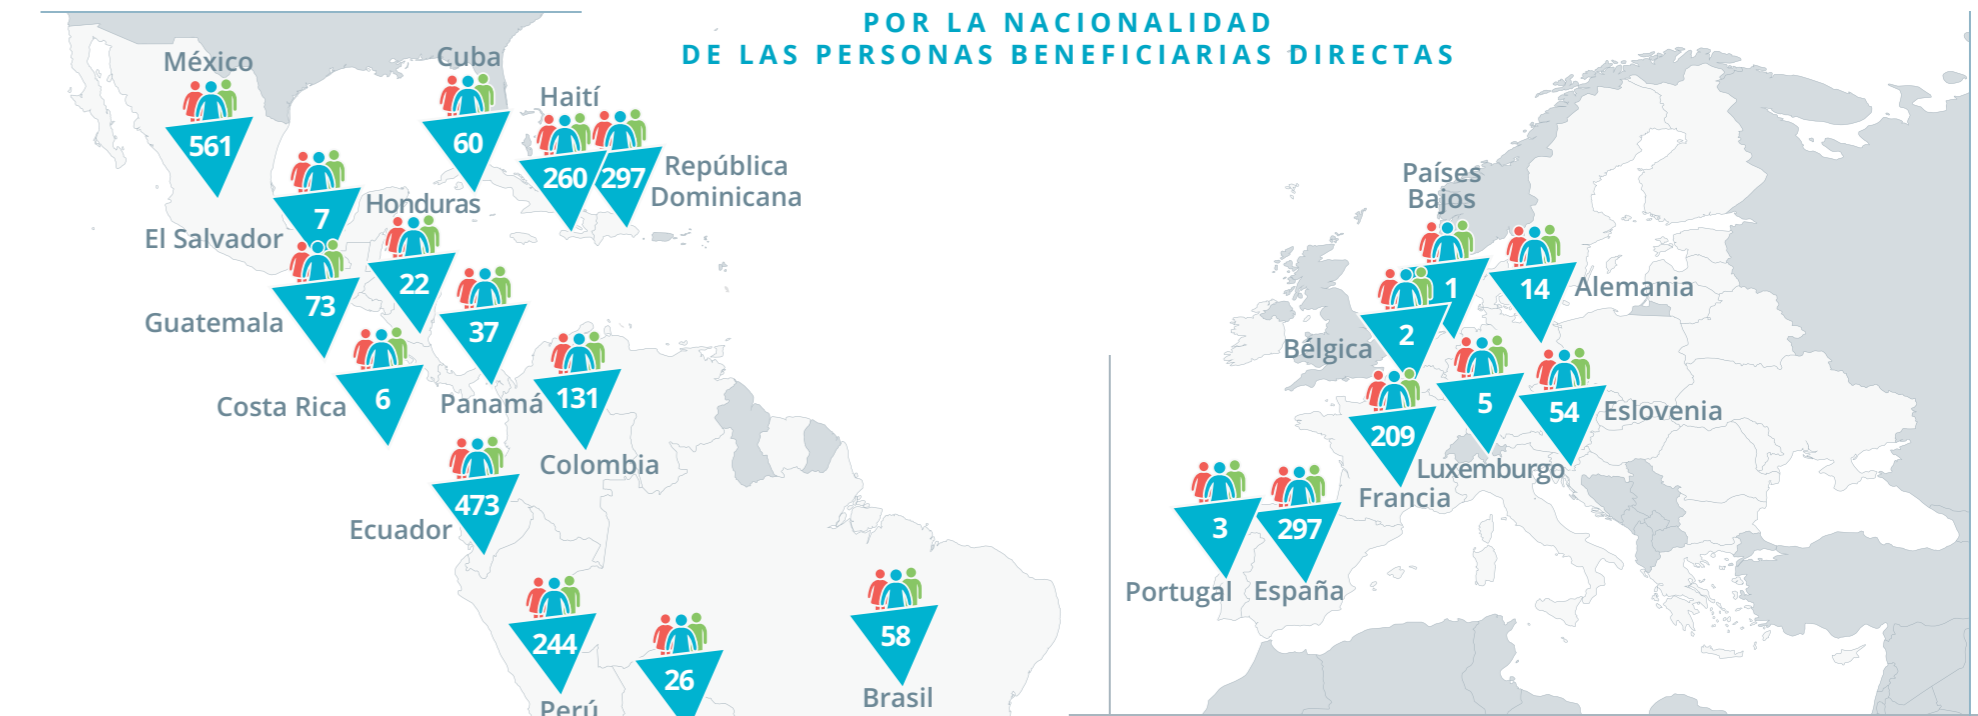 POR LA NACIONALIDAD
DE LAS PERSONAS BENEFICIARIAS DIRECTAS
México
561
Cuba
60
Haití
260
297
República
Dominicana
7
El Salvador
Honduras
22
73
Guatemala
37
Panamá
6
Costa Rica
131
Colombia
473
Ecuador
244
Perú
26
58
Brasil
Países
Bajos
1
14
Alemania
2
Bélgica
5
Luxemburgo
54
Eslovenia
209
Francia
3
Portugal
297
España